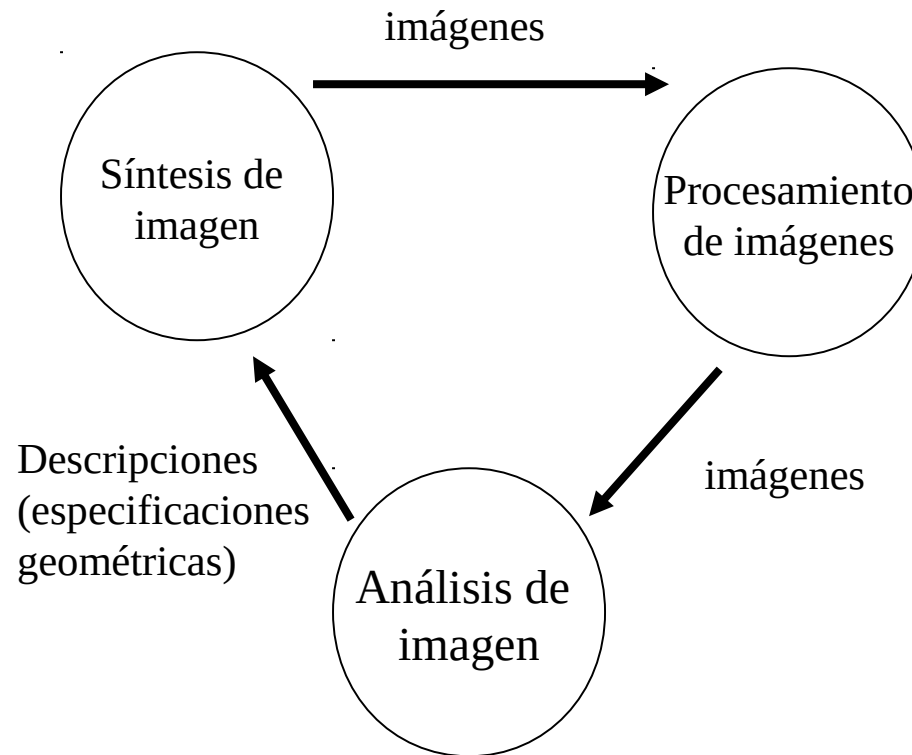 imágenes
Síntesis de
imagen
Procesamiento
de imágenes
Descripciones
(especificaciones
geométricas)
imágenes
Análisis de
imagen